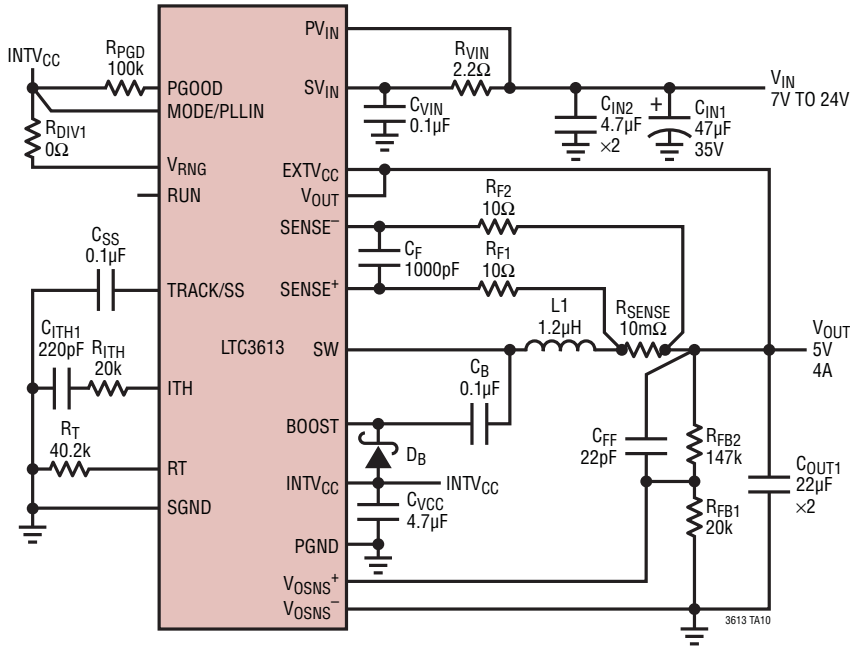 INTVCC
RPGD
100k
RDIV1
0Ω
CSS
0.1µF
CITH1
220pF
RITH
20k
RT
40.2k
PGOOD
MODE/PLLIN
VRNG
RUN
TRACK/SS
ITH
RT
SGND
LTC3613
PVIN
SVIN
EXTVCC
VOUT
SENSE–
SENSE+
SW
BOOST
INTVCC
PGND
VOSNS+
VOSNS–
RVIN
2.2Ω
CVIN
0.1µF
CIN2
4.7µF
×2
+
CIN1
47µF
35V
VIN
7V TO 24V
RF2
10Ω
RF1
10Ω
CF
1000pF
L1
1.2µH
RSENSE
10mΩ
VOUT
5V
4A
CB
0.1µF
DB
INTVCC
CVCC
4.7µF
CFF
22pF
RFB2
147k
RFB1
20k
COUT1
22µF
×2
3613 TA10